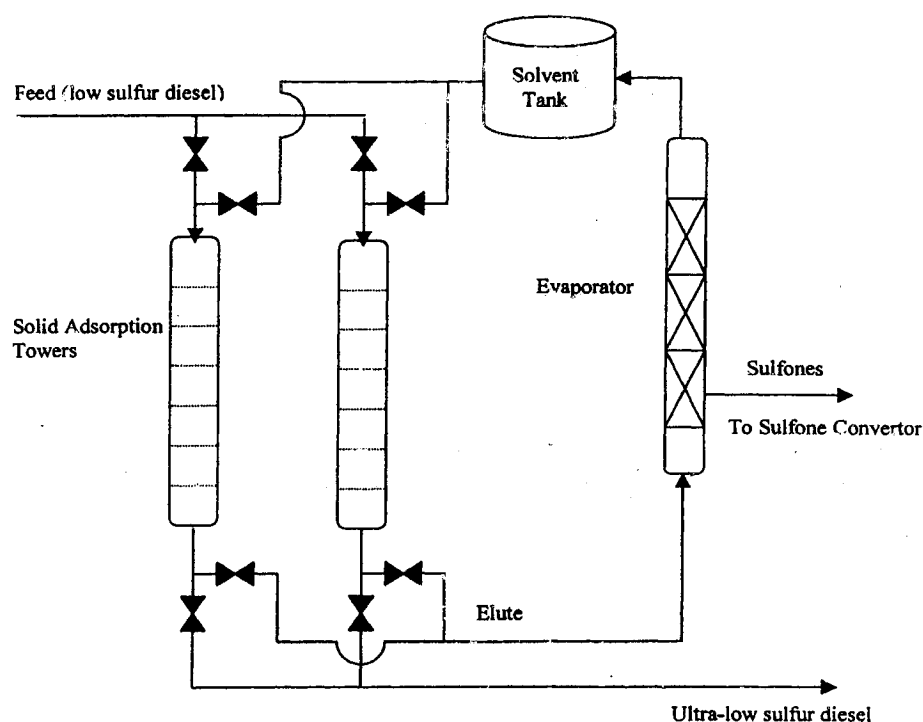 Solvent
Tank
Feed (low sulfur diesel)
Evaporator
Solid Adsorption
Towers
Sulfones
To Sulfone Convertor
Elute
Ultra-low sulfur diesel